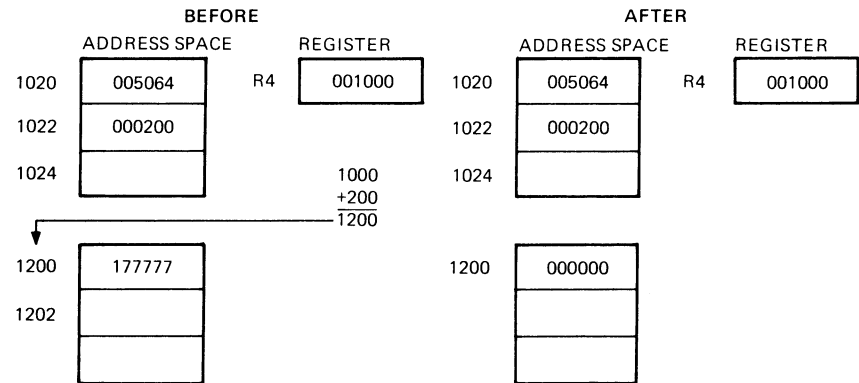 BEFORE AFTER
ADDRESS SPACE REGISTER ADDRESS SPACE REGISTER
1020 005064 R4 001000 1020 005064 R4 001000
1022 000200 1022 000200
1024 1000 1024
+200
1200
1200 177777 1200 000000
1202